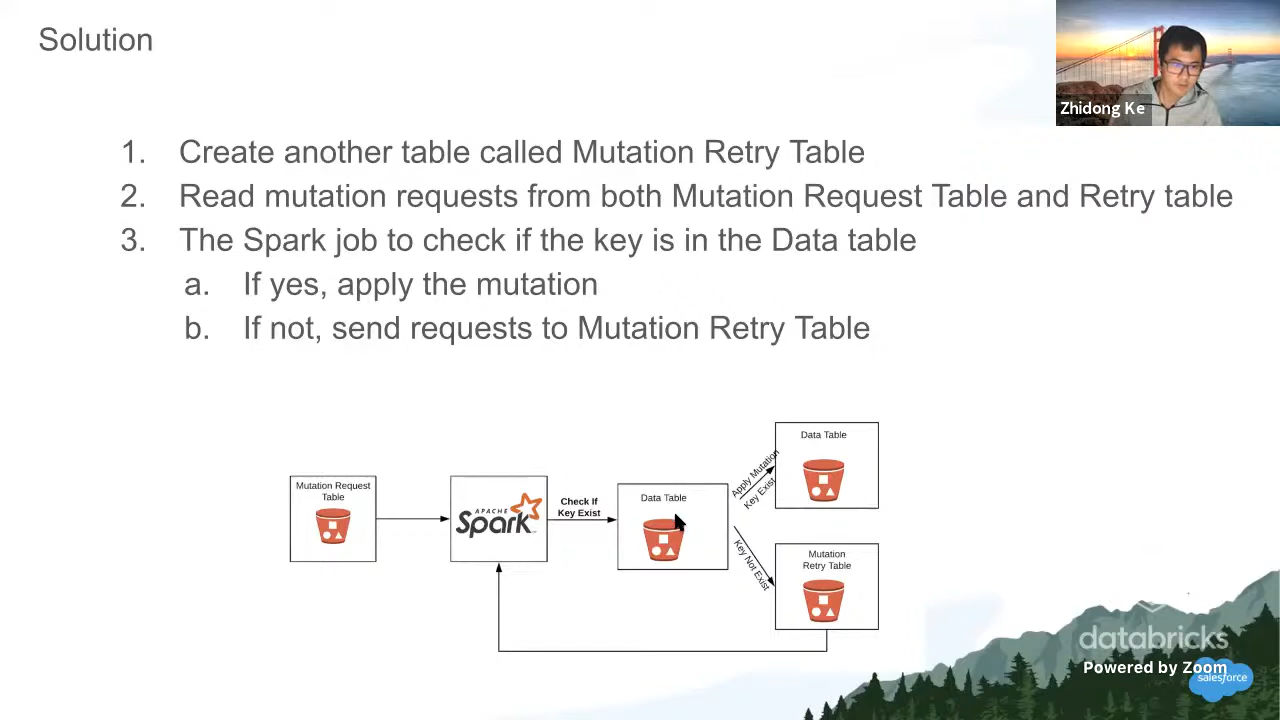 Solution
Zhidong Ke
1. Create another table called Mutation Retry Table
2. Read mutation requests from both Mutation Request Table and Retry table
3. The Spark job to check if the key is in the Data table
a. If yes, apply the mutation
b. If not, send requests to Mutation Retry Table
Mutation Request
Table
APACHE
Spark
Check If
Key Exist
Data Table
Apply Mutation
Key Exist
Key Not Exist
Data Table
Mutation
Retry Table
databricks
Powered by Zoom
salesforce